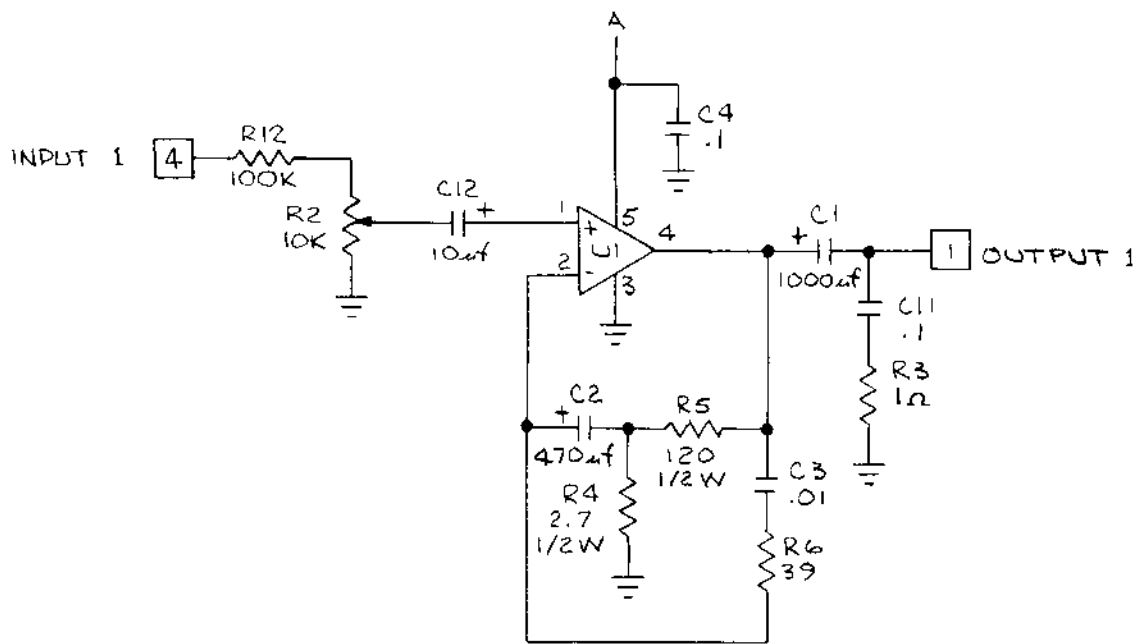 A
C4
.1
R12
INPUT 1
4
100K
C12
+
1
5
4
C1
+
R2
10K
10uf
+
U1
2
-
3
1000uf
1
OUTPUT 1
C11
.1
R3
1Ω
C2
+
R5
470uf
120
1/2W
C3
.01
R4
2.7
1/2W
R6
39